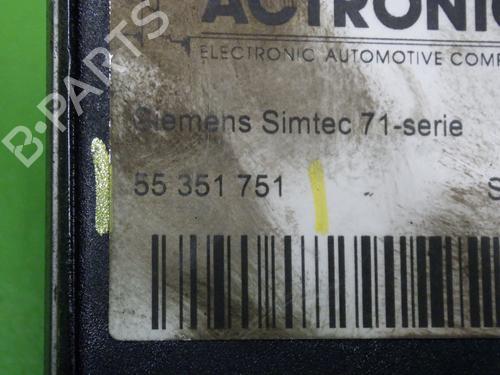 ACTRONIC
ELECTRONIC AUTOMOTIVE COMP
Siemens Simtec 71-serie
55 351 751 S
B-PARTS